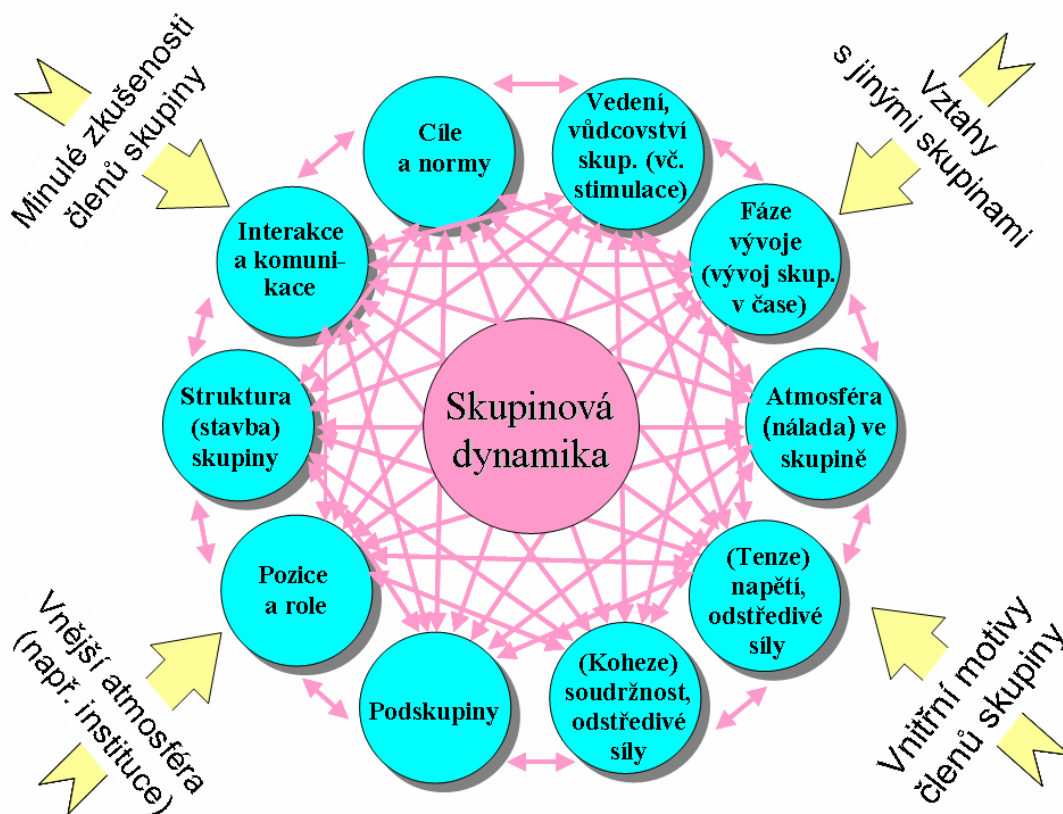 Minulé zkušenosti
členů skupiny
Vztahy
s jinými skupinami
Cíle
a normy
Vedení,
vůdcovství
skup. (vč.
stimulace)
Interakce
a komuni-
kace
Fáze
vývoje
(vývoj skup.
v čase)
Struktura
(stavba)
skupiny
Skupinová
dynamika
Atmosféra
(nálada) ve
skupině
Pozice
a role
(Tenze)
napětí,
odstředivé
síly
Podskupiny
(Koheze)
soudržnost,
odstředivé
síly
Vnější atmosféra
(např. instituce)
Vnitřní motivy
členů skupiny